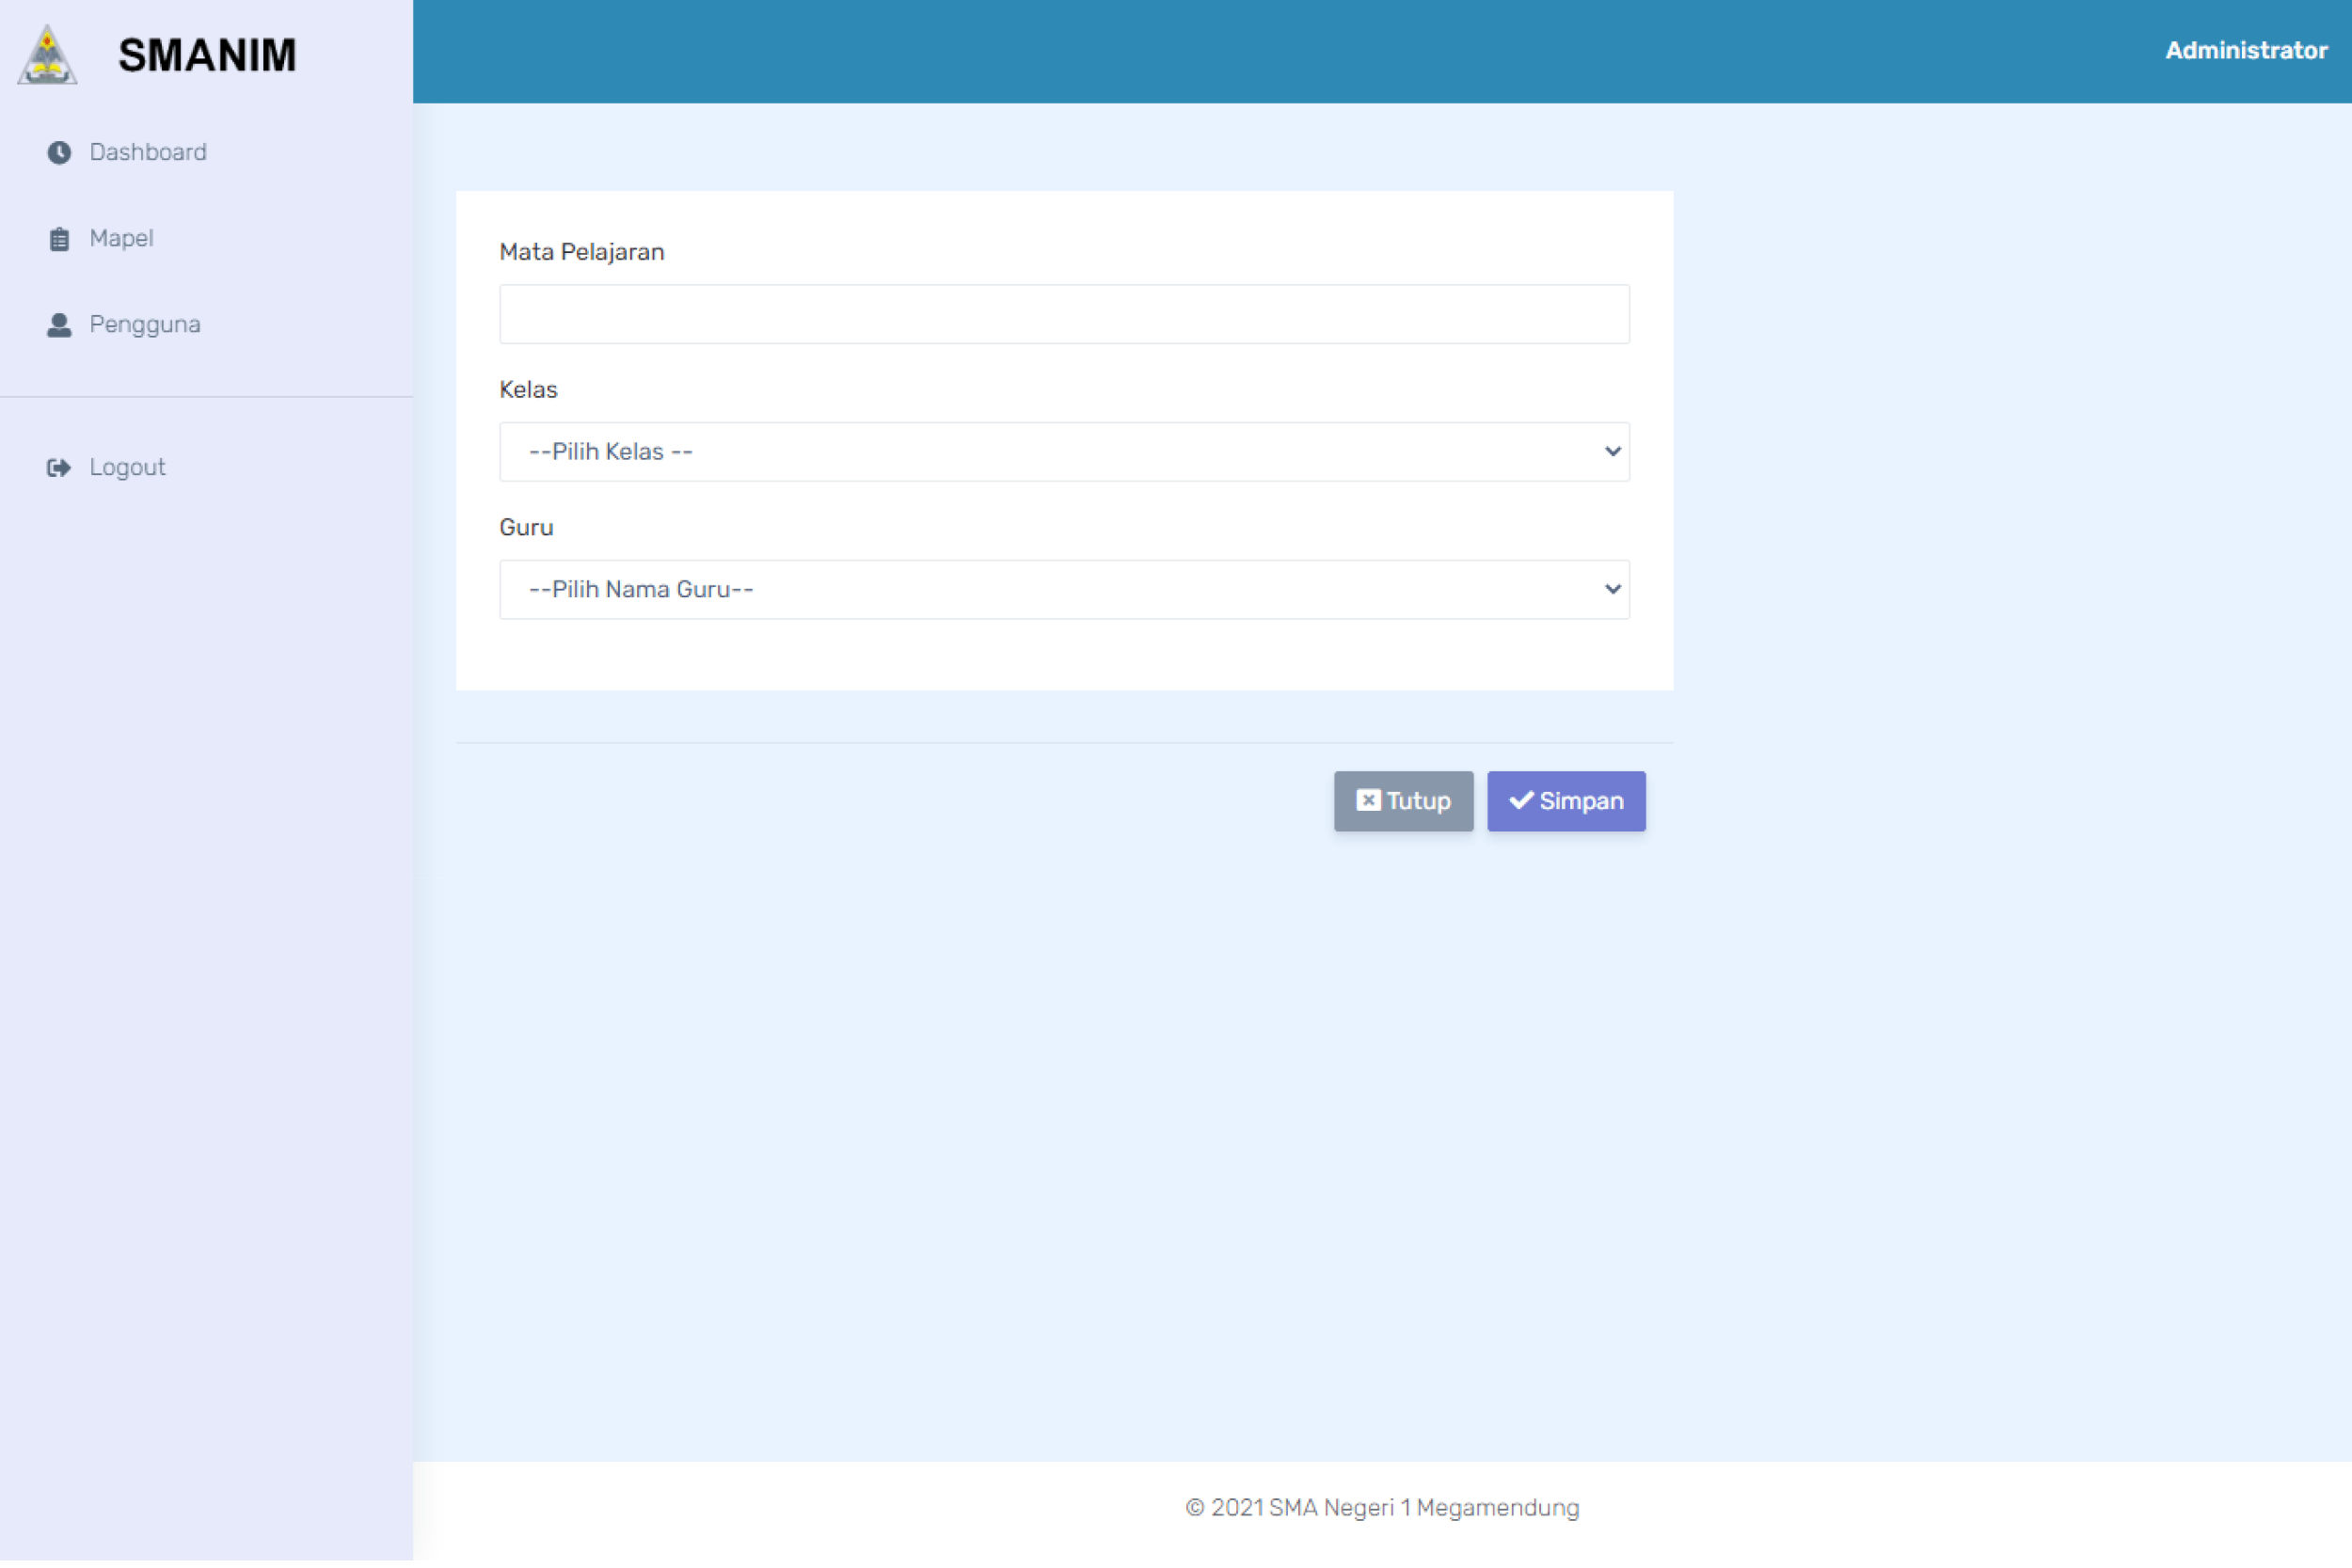 SMANIM
Administrator
Dashboard
Mapel
Pengguna
Logout
Mata Pelajaran
Kelas
--Pilih Kelas --
Guru
--Pilih Nama Guru--
Tutup
Simpan
© 2021 SMA Negeri 1 Megamendung